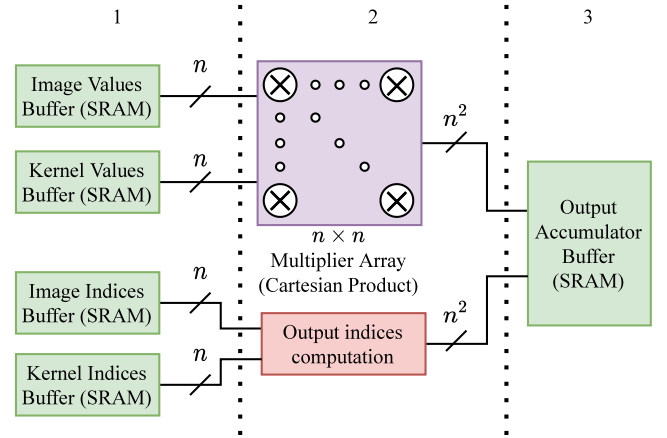 1
2
3
Image Values
Buffer (SRAM)
n
Kernel Values
Buffer (SRAM)
n
n × n
Multiplier Array
(Cartesian Product)
n²
Image Indices
Buffer (SRAM)
n
Kernel Indices
Buffer (SRAM)
n
Output indices
computation
n²
Output
Accumulator
Buffer
(SRAM)